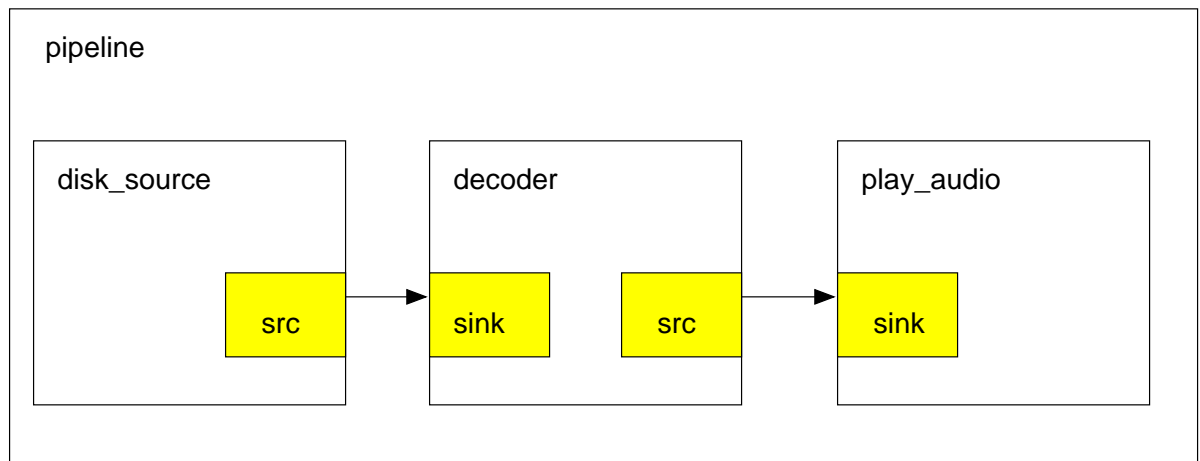 pipeline
disk_source
decoder
play_audio
src
sink
src
sink